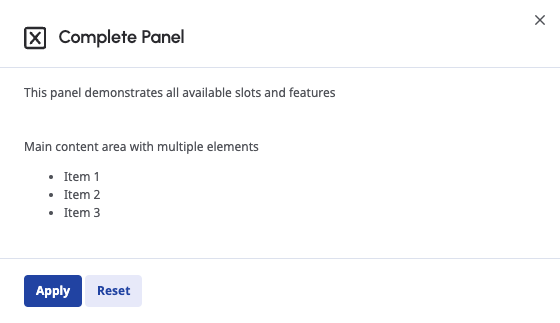 Complete Panel
This panel demonstrates all available slots and features
Main content area with multiple elements
• Item 1
• Item 2
• Item 3
Apply Reset